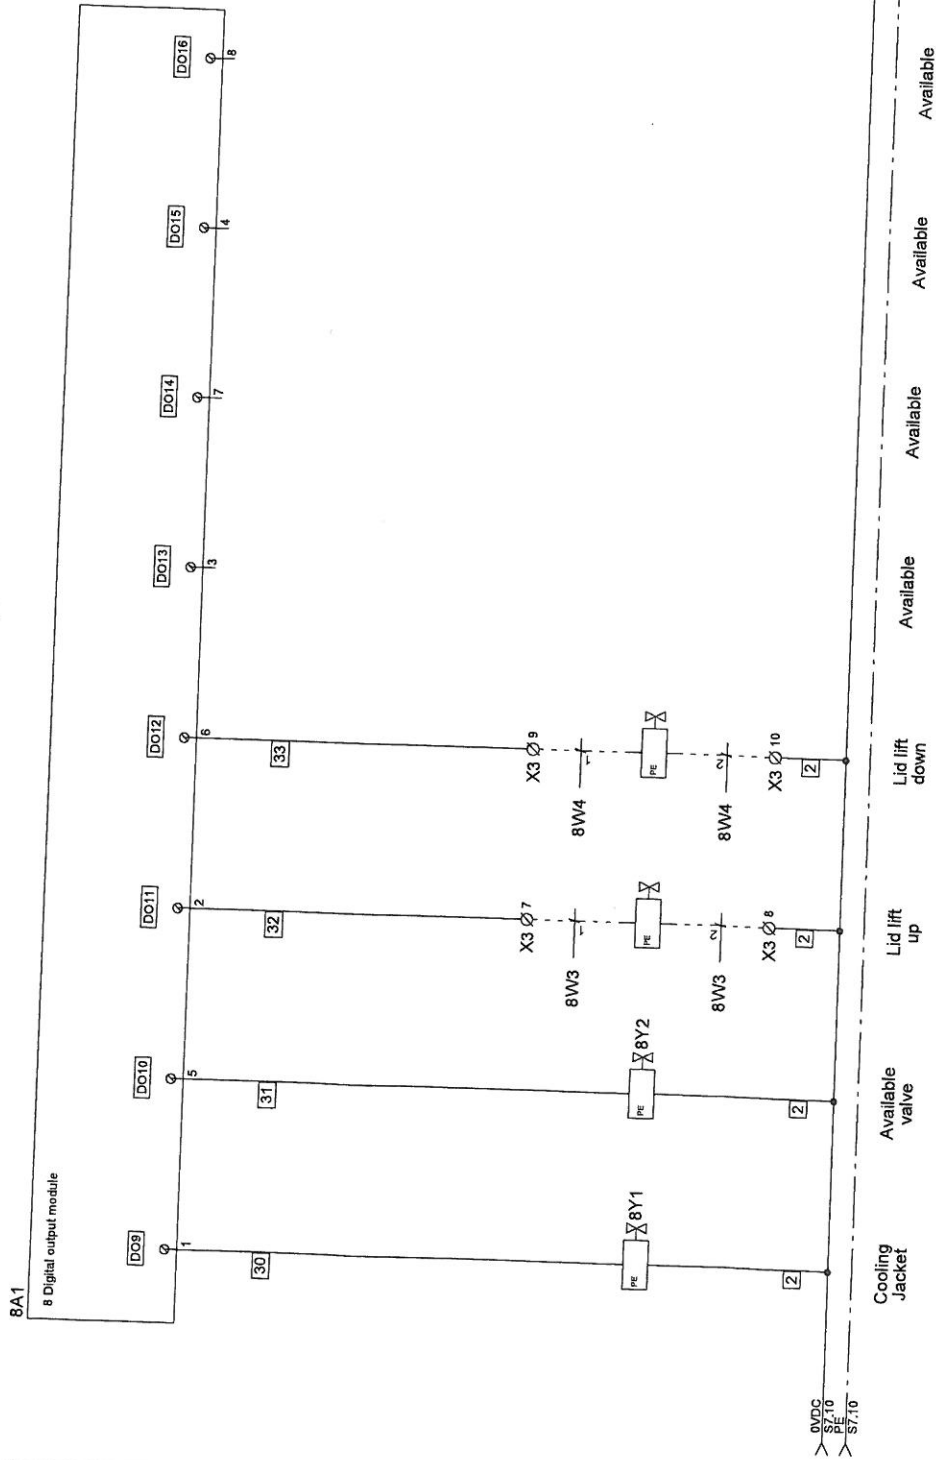 8A1
8 Digital output module
DO9
DO10
DO11
DO12
DO13
DO14
DO15
DO16
1
5
2
6
3
7
4
8
30
31
32
33
X3 7
X3 9
1
1
8W3
8W4
PE
8Y1
PE
8Y2
PE
PE
2
2
8W3
8W4
X3 8
X3 10
2
2
2
2
0VDC
S7.10
PE
S7.10
Cooling
Jacket
Available
valve
Lid lift
up
Lid lift
down
Available
Available
Available
Available